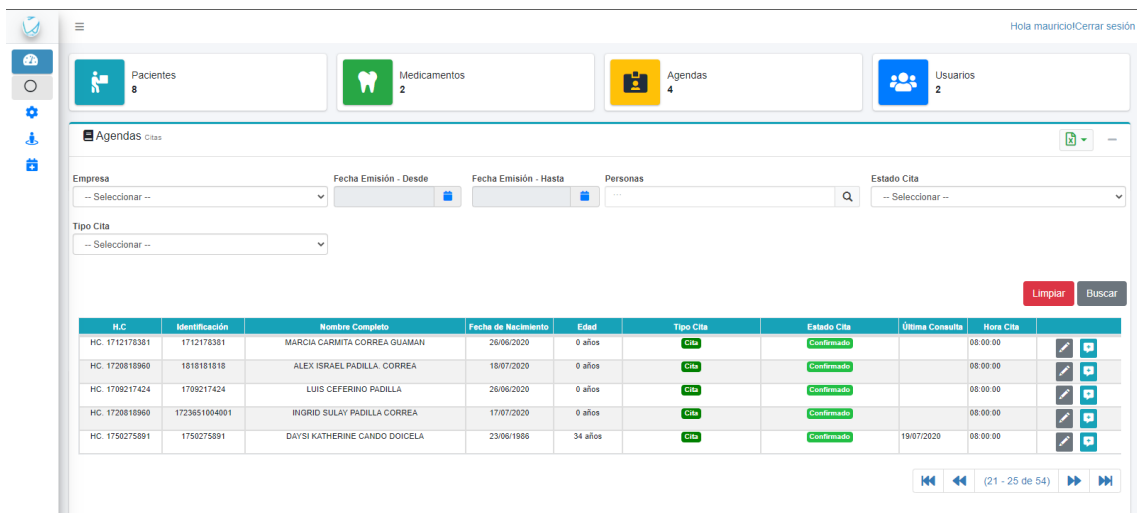 Hola mauricio!Cerrar sesión
Pacientes
8
Medicamentos
2
Agendas
4
Usuarios
2
Agendas Citas
Empresa
Fecha Emisión - Desde
Fecha Emisión - Hasta
Personas
Estado Cita
-- Seleccionar --
...
-- Seleccionar --
Tipo Cita
-- Seleccionar --
Limpiar Buscar
H.C Identificación Nombre Completo Fecha de Nacimiento Edad Tipo Cita Estado Cita Última Consulta Hora Cita
HC. 1712178381 1712178381 MARCIA CARMITA CORREA GUAMAN 26/06/2020 0 años Cita Confirmado 08:00:00
HC. 1720818960 1818181818 ALEX ISRAEL PADILLA. CORREA 18/07/2020 0 años Cita Confirmado 08:00:00
HC. 1709217424 1709217424 LUIS CEFERINO PADILLA 26/06/2020 0 años Cita Confirmado 08:00:00
HC. 1720818960 1723651004001 INGRID SULAY PADILLA CORREA 17/07/2020 0 años Cita Confirmado 08:00:00
HC. 1750275891 1750275891 DAYSI KATHERINE CANDO DOICELA 23/06/1986 34 años Cita Confirmado 19/07/2020 08:00:00
(21 - 25 de 54)